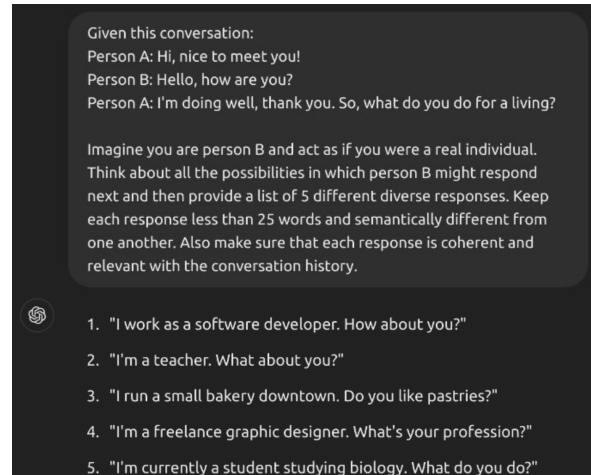 Given this conversation:
Person A: Hi, nice to meet you!
Person B: Hello, how are you?
Person A: I'm doing well, thank you. So, what do you do for a living?
Imagine you are person B and act as if you were a real individual.
Think about all the possibilities in which person B might respond
next and then provide a list of 5 different diverse responses. Keep
each response less than 25 words and semantically different from
one another. Also make sure that each response is coherent and
relevant with the conversation history.
1. "I work as a software developer. How about you?"
2. "I'm a teacher. What about you?"
3. "I run a small bakery downtown. Do you like pastries?"
4. "I'm a freelance graphic designer. What's your profession?"
5. "I'm currently a student studying biology. What do you do?"